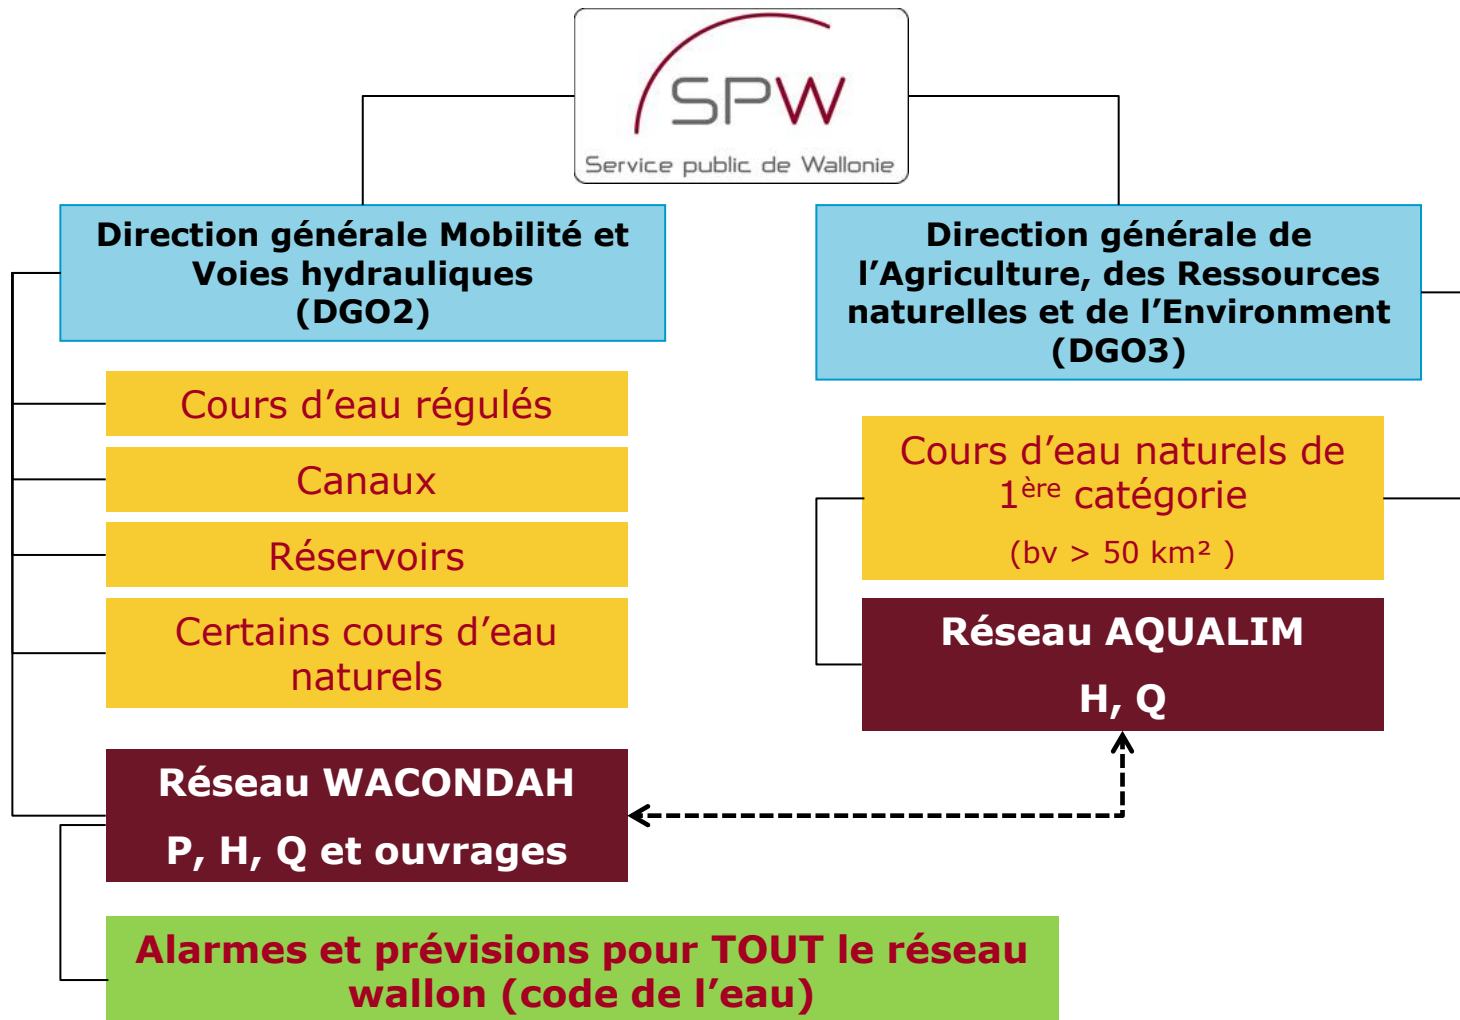 SPW
Service public de Wallonie
Direction générale Mobilité et
Voies hydrauliques
(DGO2)
Cours d’eau régulés
Canaux
Réservoirs
Certains cours d’eau
naturels
Réseau WACONDAH
P, H, Q et ouvrages
Alarmes et prévisions pour TOUT le réseau
wallon (code de l’eau)
Direction générale de
l’Agriculture, des Ressources
naturelles et de l’Environment
(DGO3)
Cours d’eau naturels de
1ère catégorie
(bv > 50 km² )
Réseau AQUALIM
H, Q